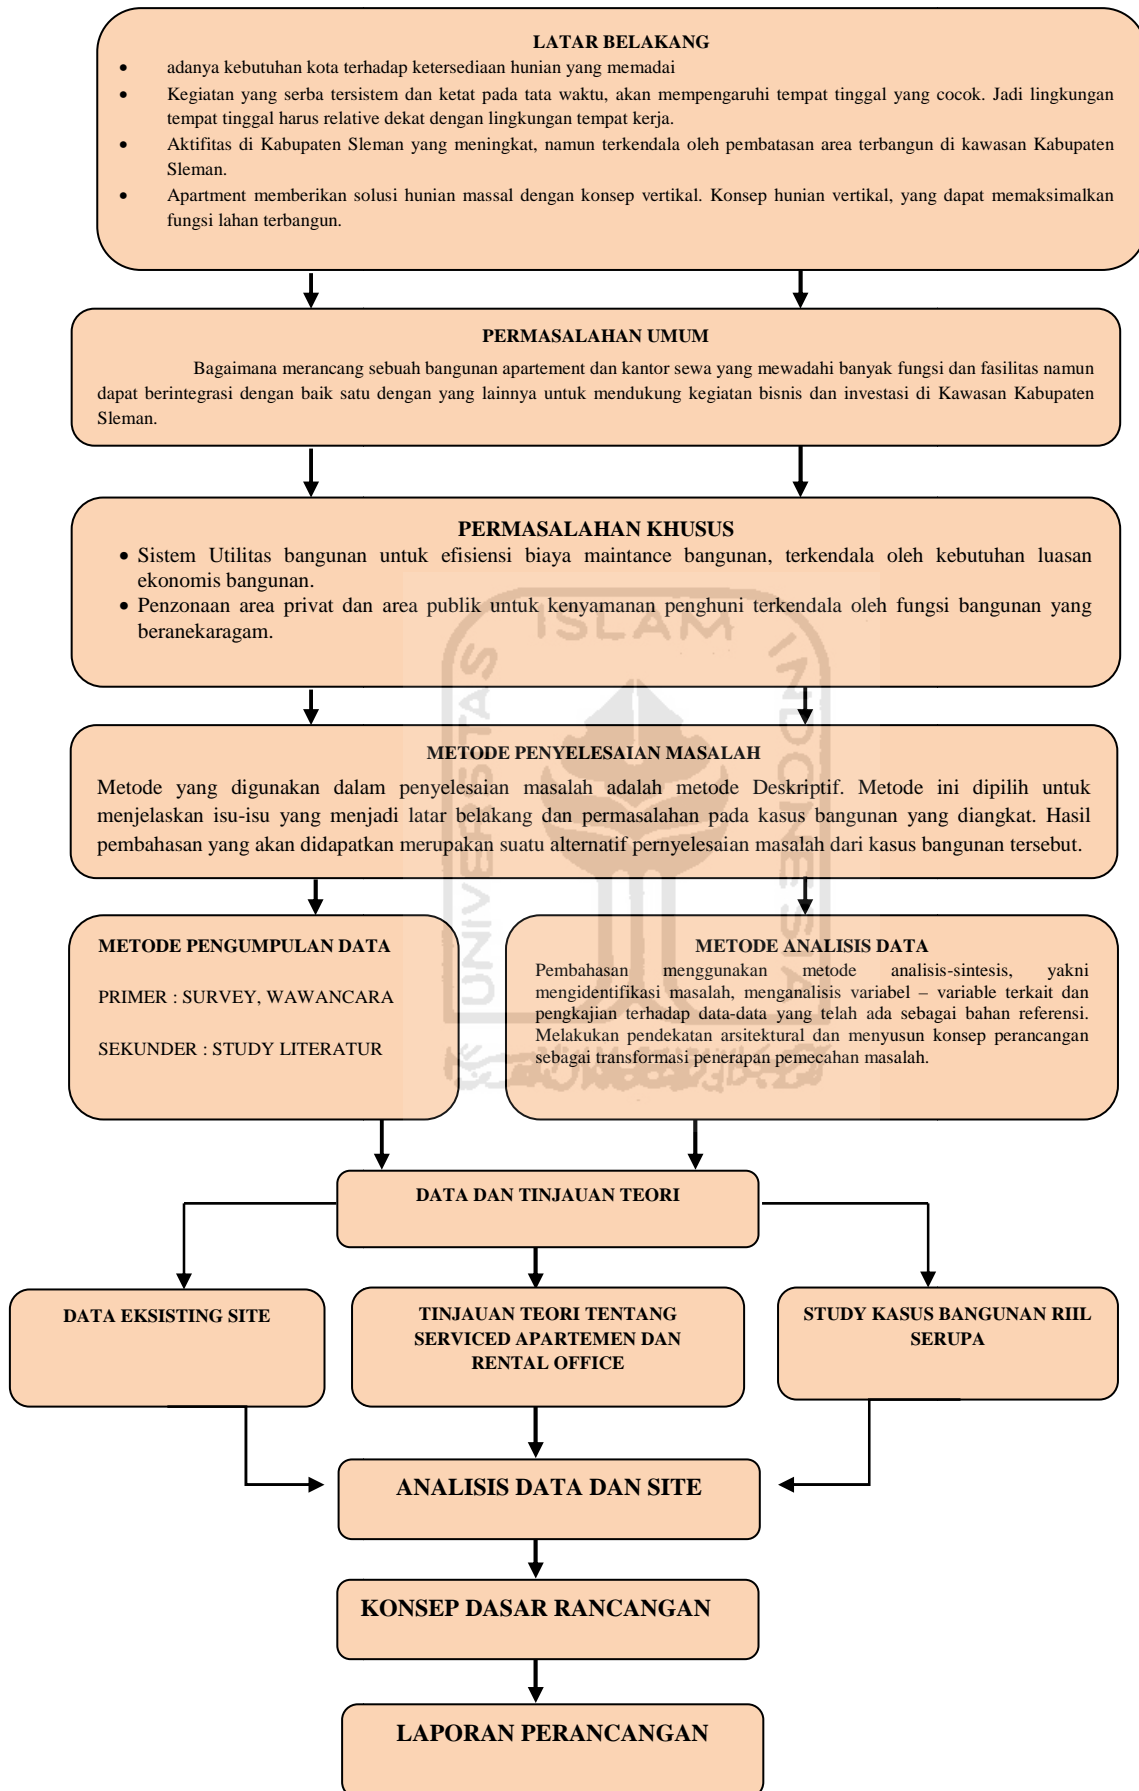 LATAR BELAKANG
• adanya kebutuhan kota terhadap ketersediaan hunian yang memadai
• Kegiatan yang serba tersistem dan ketat pada tata waktu, akan mempengaruhi tempat tinggal yang cocok. Jadi lingkungan
tempat tinggal harus relative dekat dengan lingkungan tempat kerja.
• Aktifitas di Kabupaten Sleman yang meningkat, namun terkendala oleh pembatasan area terbangun di kawasan Kabupaten
Sleman.
• Apartment memberikan solusi hunian massal dengan konsep vertikal. Konsep hunian vertikal, yang dapat memaksimalkan
fungsi lahan terbangun.
PERMASALAHAN UMUM
Bagaimana merancang sebuah bangunan apartement dan kantor sewa yang mewadahi banyak fungsi dan fasilitas namun
dapat berintegrasi dengan baik satu dengan yang lainnya untuk mendukung kegiatan bisnis dan investasi di Kawasan Kabupaten
Sleman.
PERMASALAHAN KHUSUS
• Sistem Utilitas bangunan untuk efisiensi biaya maintance bangunan, terkendala oleh kebutuhan luasan
ekonomis bangunan.
• Penzonaan area privat dan area publik untuk kenyamanan penghuni terkendala oleh fungsi bangunan yang
beranekaragam.
METODE PENYELESAIAN MASALAH
Metode yang digunakan dalam penyelesaian masalah adalah metode Deskriptif. Metode ini dipilih untuk
menjelaskan isu-isu yang menjadi latar belakang dan permasalahan pada kasus bangunan yang diangkat. Hasil
pembahasan yang akan didapatkan merupakan suatu alternatif pernyelesaian masalah dari kasus bangunan tersebut.
METODE PENGUMPULAN DATA
PRIMER : SURVEY, WAWANCARA
SEKUNDER : STUDY LITERATUR
METODE ANALISIS DATA
Pembahasan menggunakan metode analisis-sintesis, yakni
mengidentifikasi masalah, menganalisis variabel – variable terkait dan
pengkajian terhadap data-data yang telah ada sebagai bahan referensi.
Melakukan pendekatan arsitektural dan menyusun konsep perancangan
sebagai transformasi penerapan pemecahan masalah.
UNIVERSITAS
ISLAM
INDONESIA
DATA DAN TINJAUAN TEORI
DATA EKSISTING SITE
TINJAUAN TEORI TENTANG
SERVICED APARTEMEN DAN
RENTAL OFFICE
STUDY KASUS BANGUNAN RIIL
SERUPA
ANALISIS DATA DAN SITE
KONSEP DASAR RANCANGAN
LAPORAN PERANCANGAN